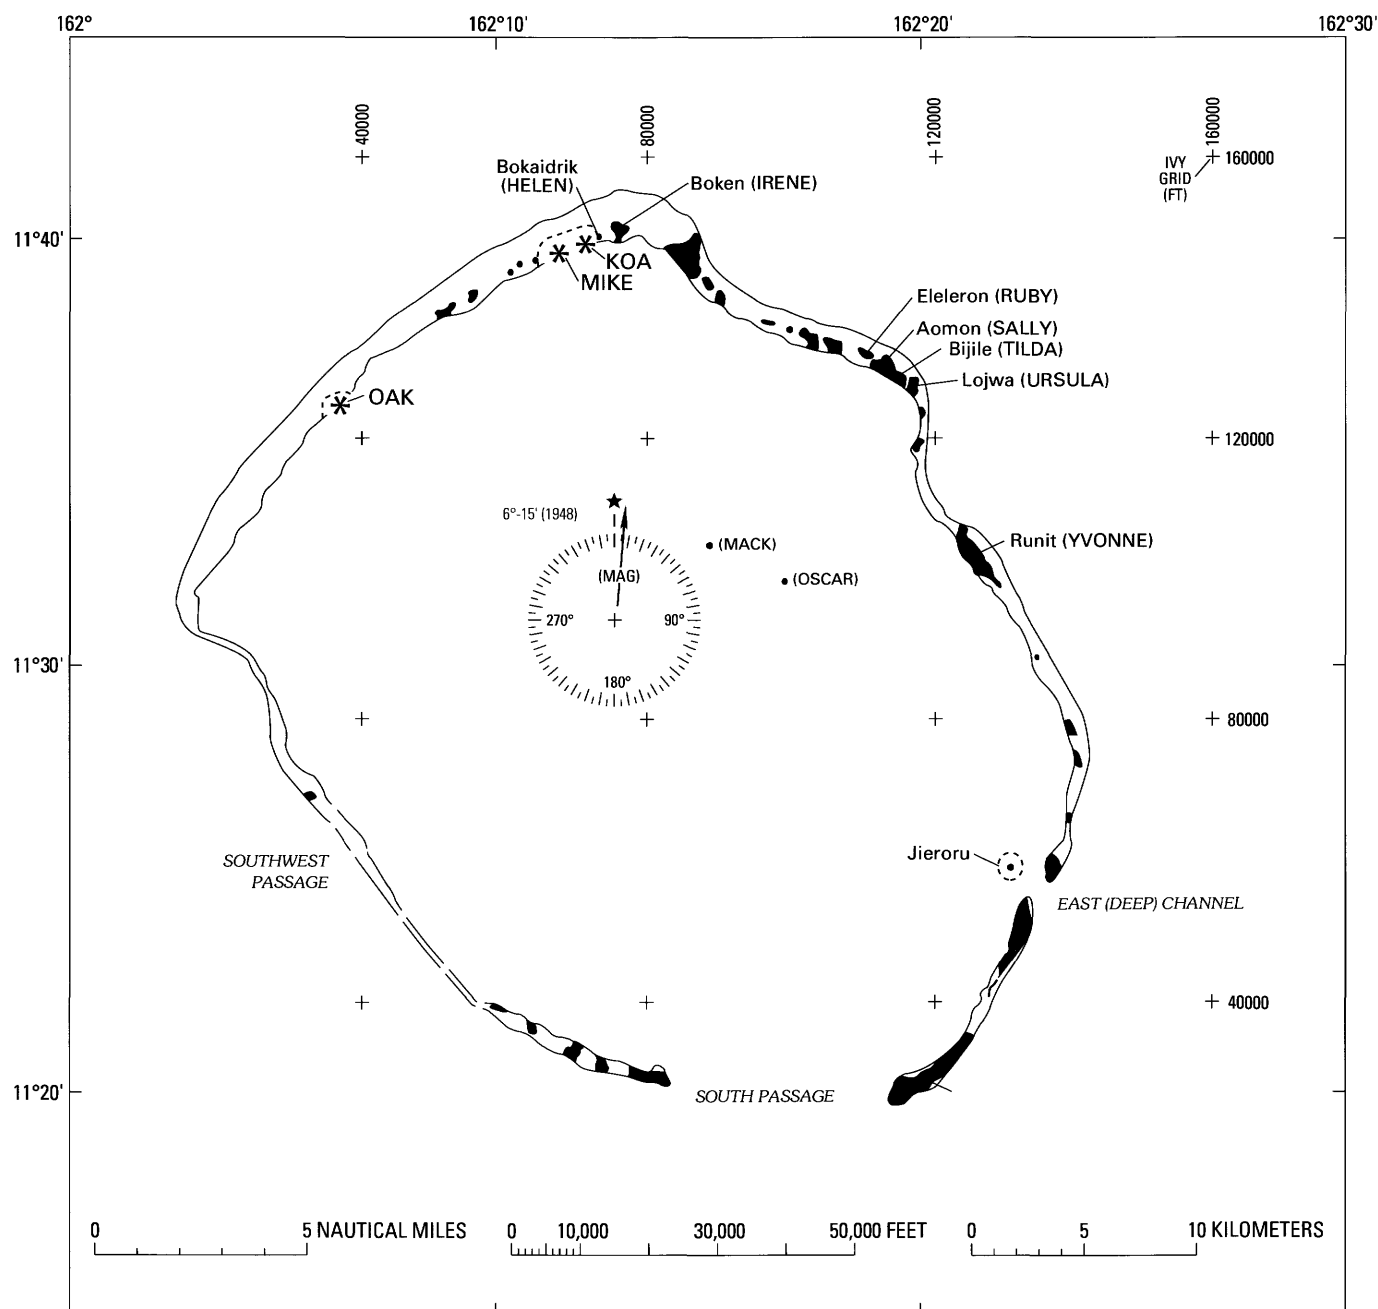 162°
162°10'
162°20'
162°30'
40000
80000
120000
160000
160000
IVY
GRID
(FT)
Bokaidrik
(HELEN)
Boken (IRENE)
11°40'
KOA
MIKE
Eleleron (RUBY)
Aomon (SALLY)
Bijile (TILDA)
Lojwa (URSULA)
OAK
120000
6°-15' (1948)
(MACK)
Runit (YVONNE)
(MAG)
(OSCAR)
270°
90°
11°30'
180°
80000
Jieroru
SOUTHWEST
PASSAGE
EAST (DEEP) CHANNEL
40000
11°20'
SOUTH PASSAGE
0 5 NAUTICAL MILES
0 10,000 30,000 50,000 FEET
0 5 10 KILOMETERS